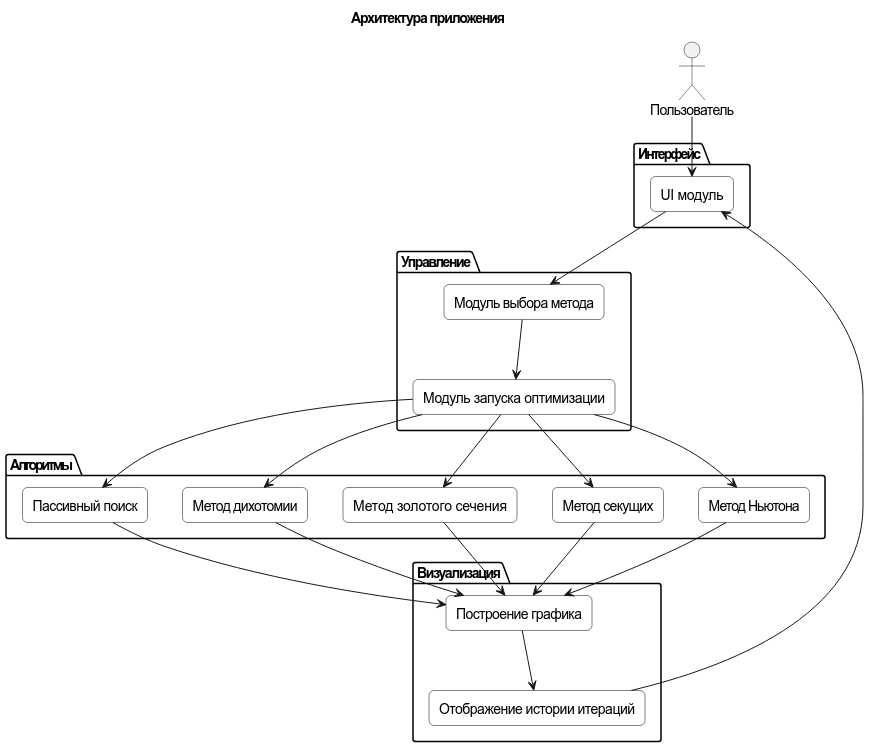 Архитектура приложения
Пользователь
Интерфейс
UI модуль
Управление
Модуль выбора метода
Модуль запуска оптимизации
Алгоритмы
Пассивный поиск
Метод дихотомии
Метод золотого сечения
Метод секущих
Метод Ньютона
Визуализация
Построение графика
Отображение истории итераций